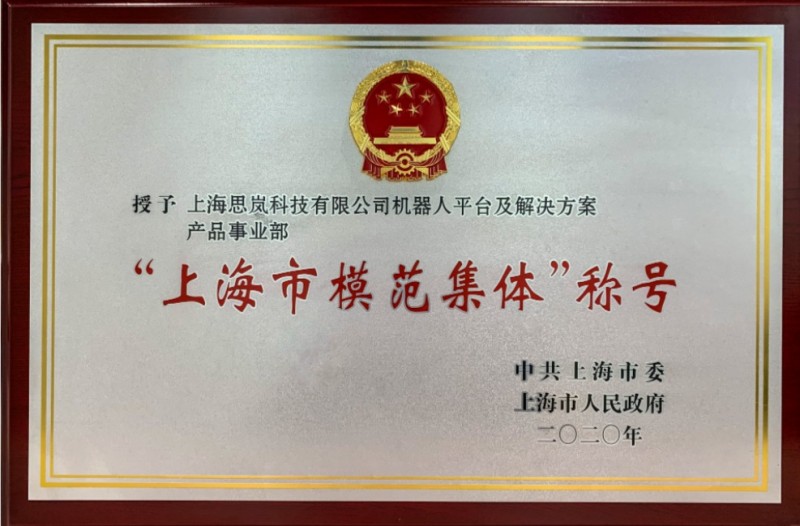 授予 上海思岚科技有限公司机器人平台及解决方案
产品事业部
“上海市模范集体”称号
中共上海市委
上海市人民政府
二〇二〇年